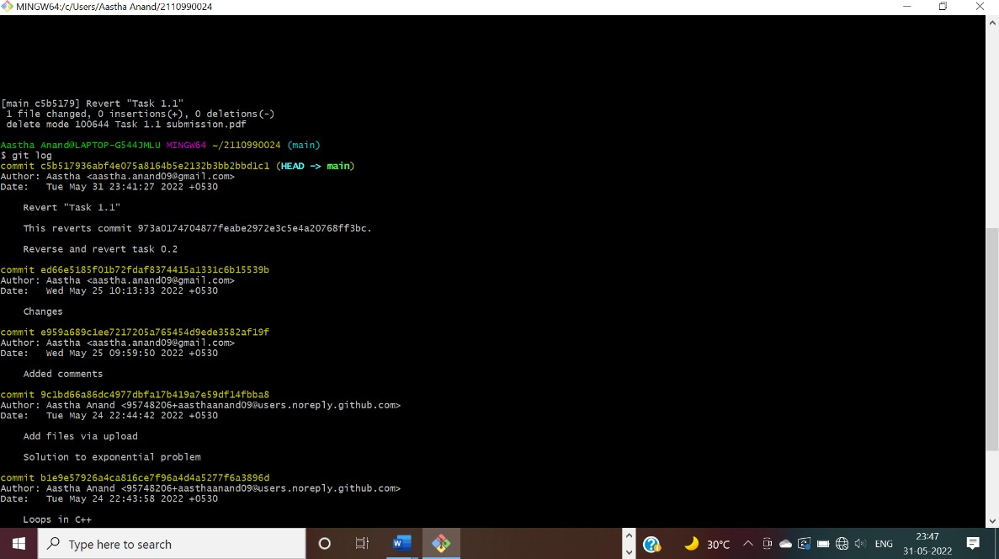 MINGW64:/c/Users/Aastha Anand/2110990024
[main c5b5179] Revert "Task 1.1"
1 file changed, 0 insertions(+), 0 deletions(-)
delete mode 100644 Task 1.1 submission.pdf
Aastha Anand@LAPTOP-G544JMLU MINGW64 ~/2110990024 (main)
$ git log
commit c5b517936abf4e075a8164b5e2132b3bb2bbd1c1 (HEAD -> main)
Author: Aastha <aastha.anand09@gmail.com>
Date:   Tue May 31 23:41:27 2022 +0530
Revert "Task 1.1"
This reverts commit 973a0174704877feabe2972e3c5e4a20768ff3bc.
Reverse and revert task 0.2
commit ed66e5185f01b72fdaf8374415a1331c6b15539b
Author: Aastha <aastha.anand09@gmail.com>
Date:   Wed May 25 10:13:33 2022 +0530
Changes
commit e959a689c1ee7217205a765454d9ede3582af19f
Author: Aastha <aastha.anand09@gmail.com>
Date:   Wed May 25 09:59:50 2022 +0530
Added comments
commit 9c1bd66a86dc4977dbfa17b419a7e59df14fbba8
Author: Aastha Anand <95748206+aasthaanand09@users.noreply.github.com>
Date:   Tue May 24 22:44:42 2022 +0530
Add files via upload
Solution to exponential problem
commit b1e9e57926a4ca816ce7f96a4d4a5277f6a3896d
Author: Aastha Anand <95748206+aasthaanand09@users.noreply.github.com>
Date:   Tue May 24 22:43:58 2022 +0530
Loops in C++
Type here to search
30°C
ENG
23:47
31-05-2022